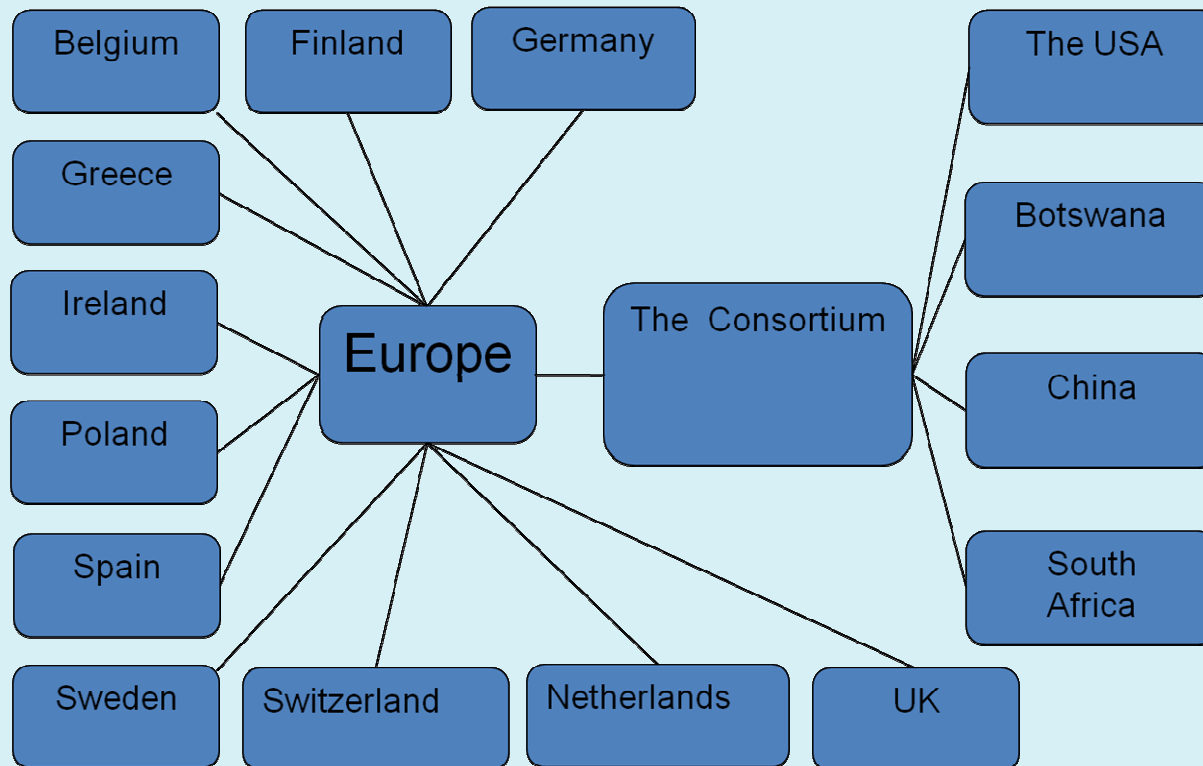 Belgium
Finland
Germany
The USA
Greece
Botswana
Ireland
The Consortium
Europe
China
Poland
Spain
South
Africa
Sweden
Switzerland
Netherlands
UK